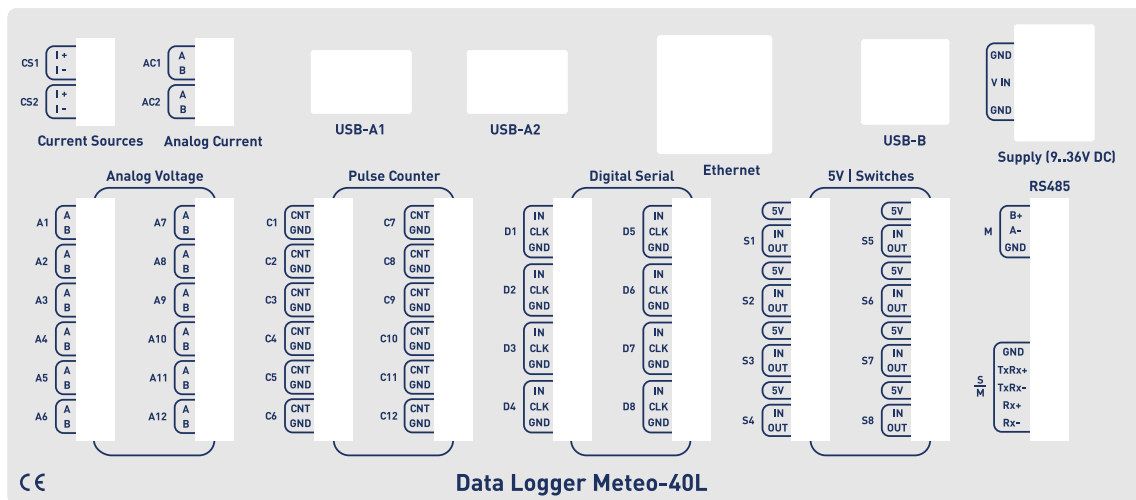 CS1 I+
I-
CS2 I+
I-
Current Sources
AC1 A
B
AC2 A
B
Analog Current
USB-A1
USB-A2
Ethernet
USB-B
GND
V IN
GND
Supply (9..36V DC)
Analog Voltage
A1 A
B
A2 A
B
A3 A
B
A4 A
B
A5 A
B
A6 A
B
A7 A
B
A8 A
B
A9 A
B
A10 A
B
A11 A
B
A12 A
B
Pulse Counter
C1 CNT
GND
C2 CNT
GND
C3 CNT
GND
C4 CNT
GND
C5 CNT
GND
C6 CNT
GND
C7 CNT
GND
C8 CNT
GND
C9 CNT
GND
C10 CNT
GND
C11 CNT
GND
C12 CNT
GND
Digital Serial
IN
D1 CLK
GND
IN
D2 CLK
GND
IN
D3 CLK
GND
IN
D4 CLK
GND
IN
D5 CLK
GND
IN
D6 CLK
GND
IN
D7 CLK
GND
IN
D8 CLK
GND
5V | Switches
5V
S1 IN
OUT
5V
S2 IN
OUT
5V
S3 IN
OUT
5V
S4 IN
OUT
5V
S5 IN
OUT
5V
S6 IN
OUT
5V
S7 IN
OUT
5V
S8 IN
OUT
RS485
B+
M A-
GND
S
M
GND
TxRx+
TxRx-
Rx+
Rx-
CE
Data Logger Meteo-40L